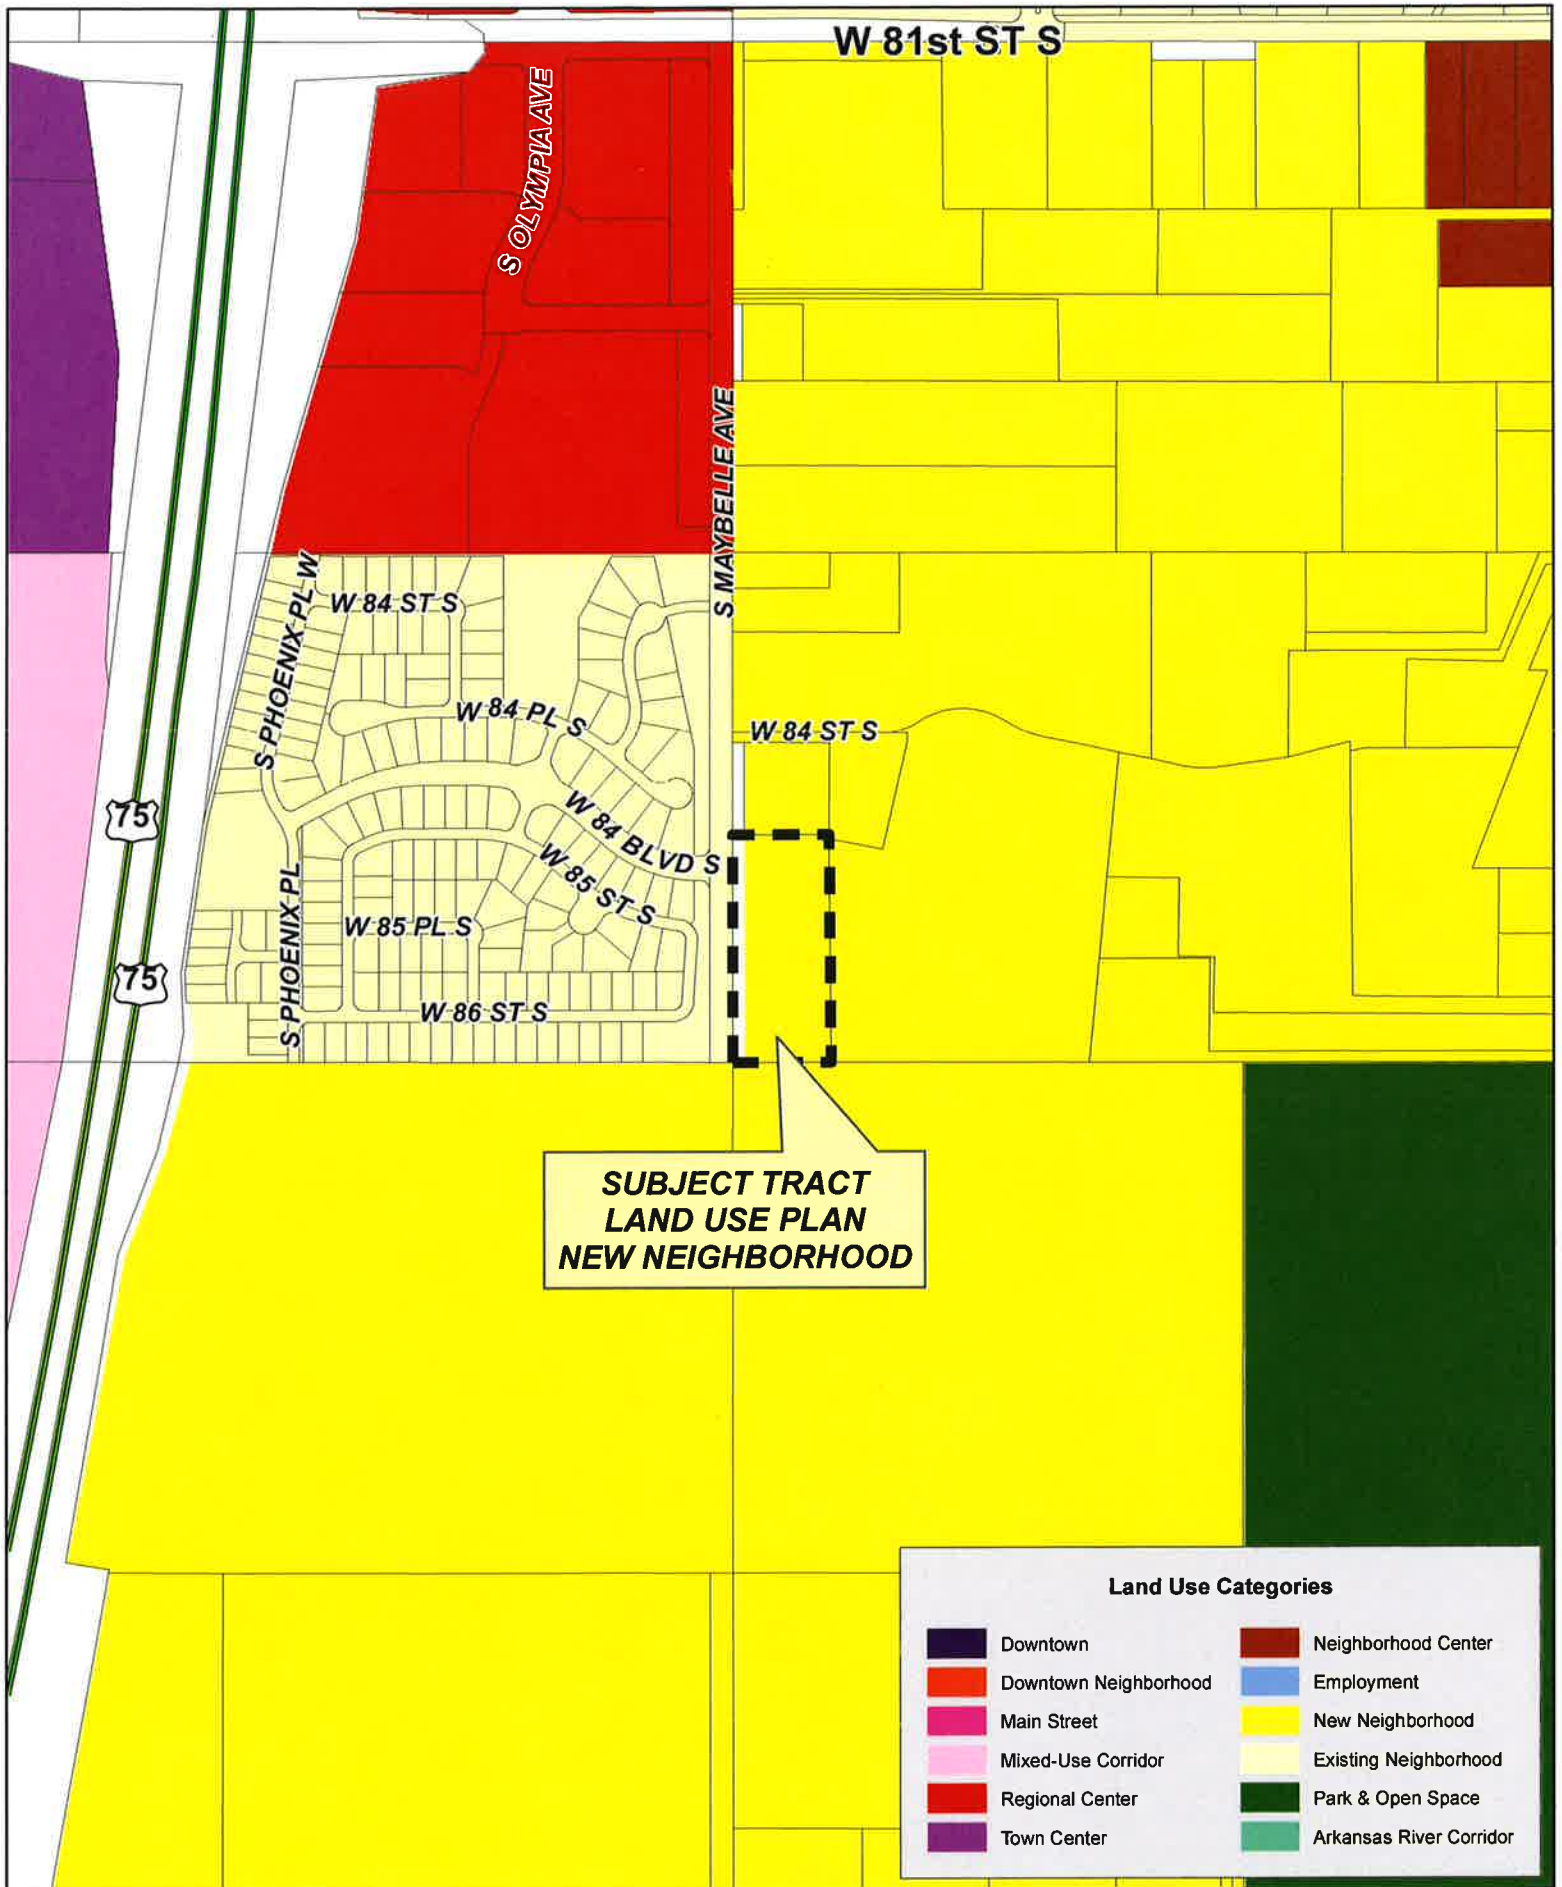 W 81st ST S
S OLYMPIA AVE
S MAYBELLE AVE
S PHOENIX PL W
W 84 ST S
W 84 PL S
W 84 ST S
75
W 84 BLVD S
W 85 ST S
S PHOENIX PL
W 85 PL S
75
W 86 ST S
SUBJECT TRACT
LAND USE PLAN
NEW NEIGHBORHOOD
Land Use Categories
Downtown
Downtown Neighborhood
Main Street
Mixed-Use Corridor
Regional Center
Town Center
Neighborhood Center
Employment
New Neighborhood
Existing Neighborhood
Park & Open Space
Arkansas River Corridor